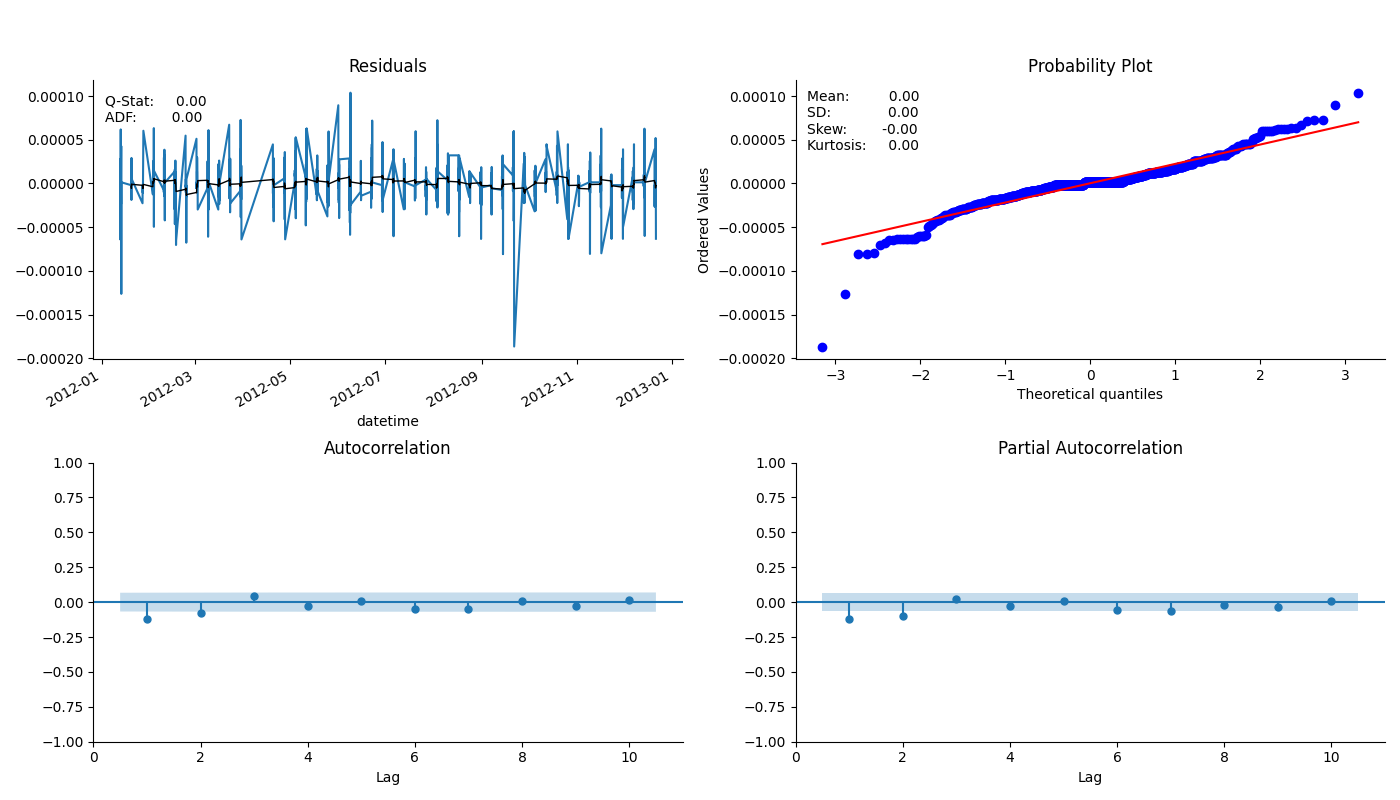 Residuals
Q-Stat: 0.00
ADF: 0.00
0.00010
0.00005
0.00000
−0.00005
−0.00010
−0.00015
−0.00020
2012-01
2012-03
2012-05
2012-07
2012-09
2012-11
2013-01
datetime
Probability Plot
Mean: 0.00
SD: 0.00
Skew: -0.00
Kurtosis: 0.00
Ordered Values
0.00010
0.00005
0.00000
−0.00005
−0.00010
−0.00015
−0.00020
−3 −2 −1 0 1 2 3
Theoretical quantiles
Autocorrelation
1.00
0.75
0.50
0.25
0.00
−0.25
−0.50
−0.75
−1.00
0 2 4 6 8 10
Lag
Partial Autocorrelation
1.00
0.75
0.50
0.25
0.00
−0.25
−0.50
−0.75
−1.00
0 2 4 6 8 10
Lag